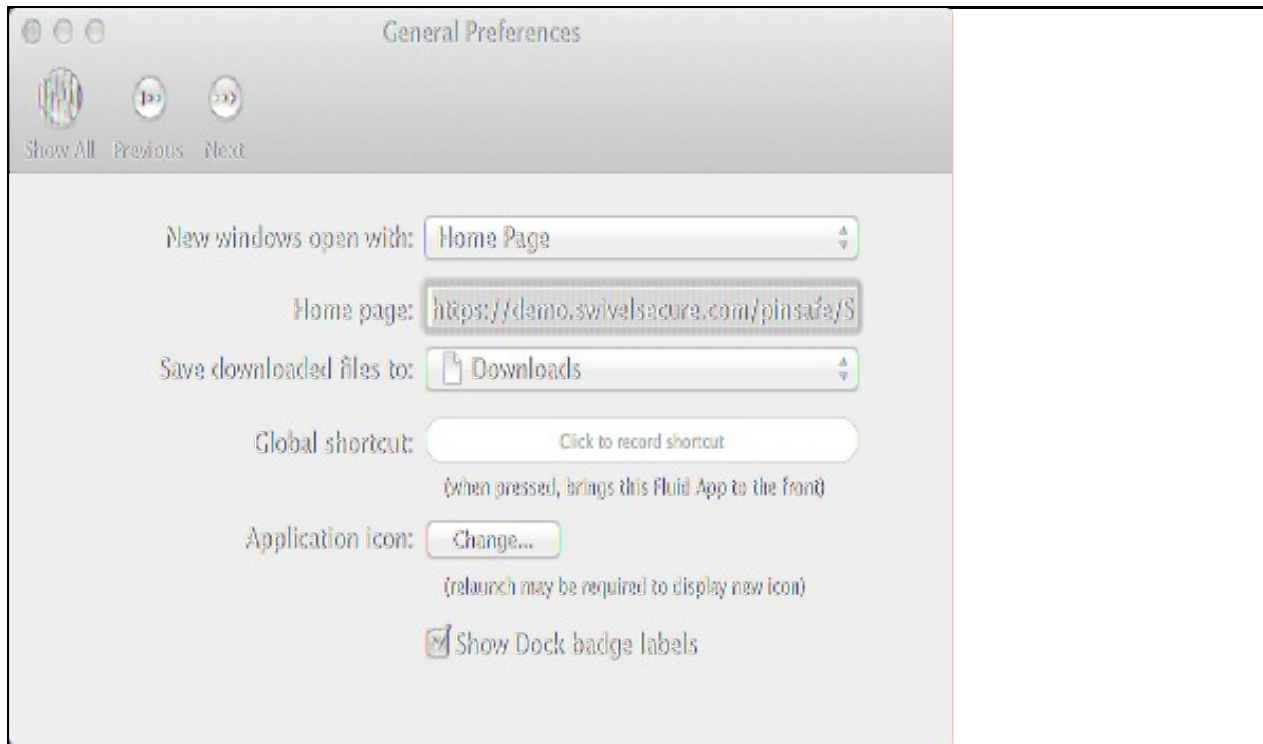 General Preferences
Show All Previous Next
New windows open with: Home Page
Home page: https://demo.swivelsecure.com/pinsafe/S
Save downloaded files to: Downloads
Global shortcut: Click to record shortcut
(when pressed, brings this Fluid App to the front)
Application icon: Change...
(relaunch may be required to display new icon)
Show Dock badge labels